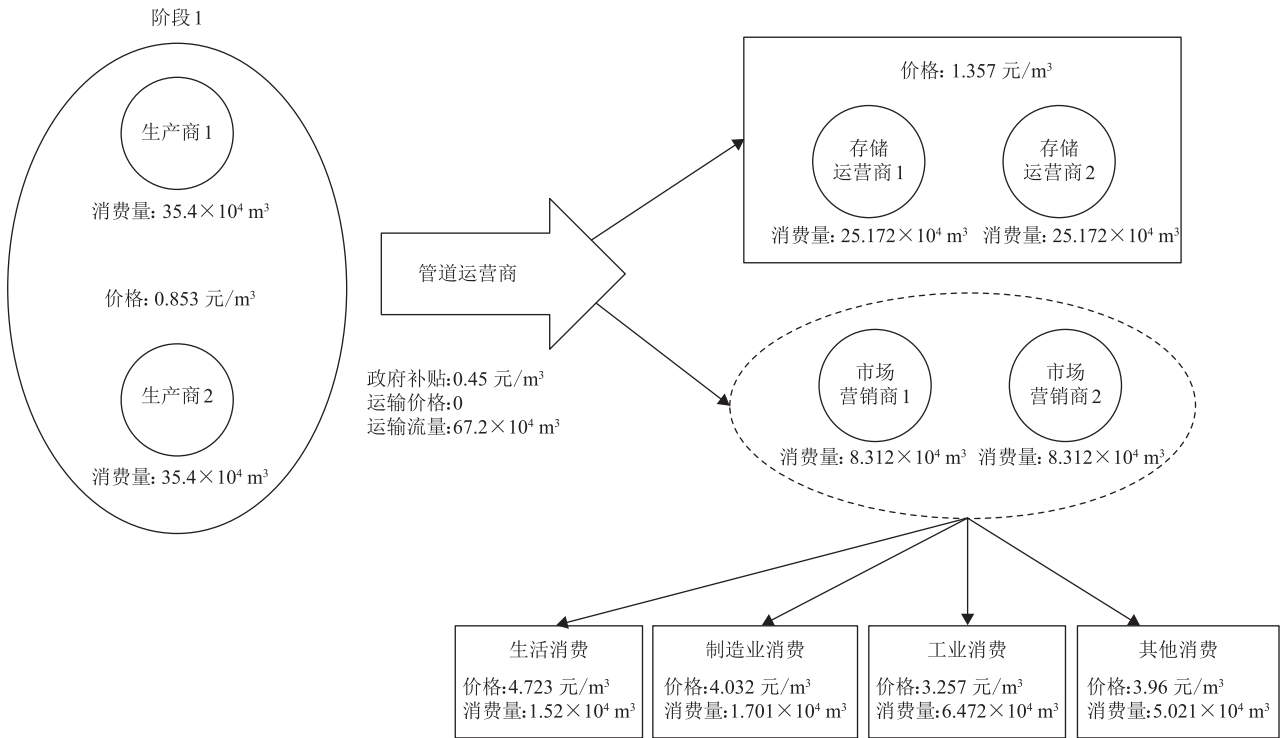 阶段1
生产商1
消费量: 35.4×10⁴ m³
价格: 0.853 元/m³
生产商2
消费量: 35.4×10⁴ m³
管道运营商
政府补贴:0.45 元/m³
运输价格:0
运输流量:67.2×10⁴ m³
价格: 1.357 元/m³
存储
运营商1
存储
运营商2
消费量: 25.172×10⁴ m³
消费量: 25.172×10⁴ m³
市场
营销商1
市场
营销商2
消费量: 8.312×10⁴ m³
消费量: 8.312×10⁴ m³
生活消费
价格:4.723 元/m³
消费量:1.52×10⁴ m³
制造业消费
价格:4.032 元/m³
消费量:1.701×10⁴ m³
工业消费
价格:3.257 元/m³
消费量:6.472×10⁴ m³
其他消费
价格:3.96 元/m³
消费量:5.021×10⁴ m³